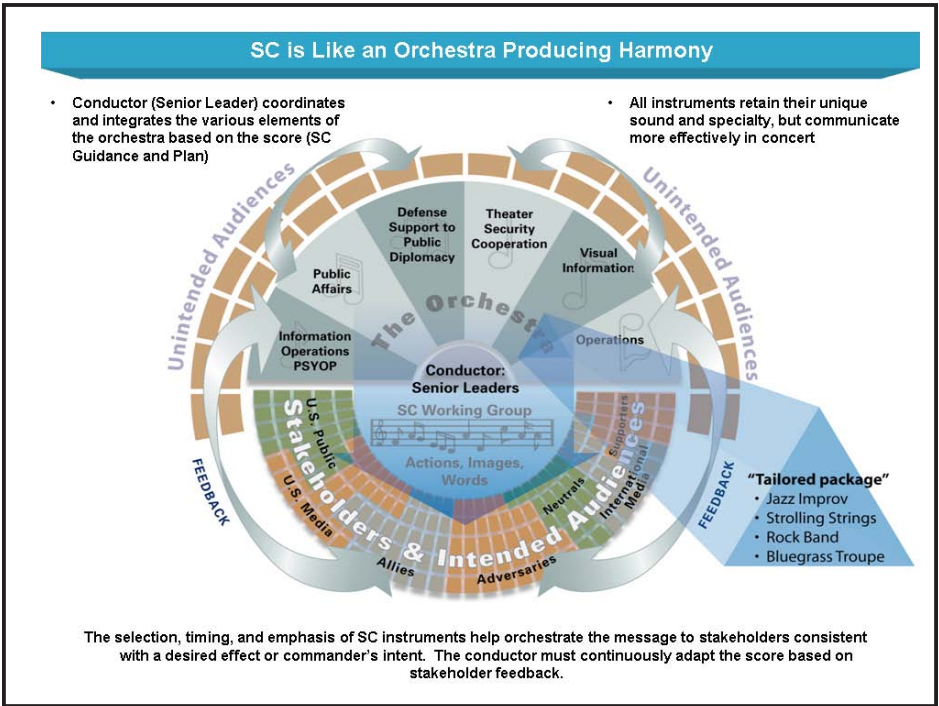 SC is Like an Orchestra Producing Harmony
• Conductor (Senior Leader) coordinates
and integrates the various elements of
the orchestra based on the score (SC
Guidance and Plan)
• All instruments retain their unique
sound and specialty, but communicate
more effectively in concert
Unintended Audiences
Unintended Audiences
Information
Operations
PSYOP
Public
Affairs
Defense
Support to
Public
Diplomacy
Theater
Security
Cooperation
Visual
Information
Operations
The Orchestra
Conductor:
Senior Leaders
SC Working Group
Actions, Images,
Words
Stakeholders & Intended Audiences
U.S. Public
U.S. Media
Allies
Adversaries
Neutrals
International
Media
Supporters
FEEDBACK
FEEDBACK
“Tailored package”
• Jazz Improv
• Strolling Strings
• Rock Band
• Bluegrass Troupe
The selection, timing, and emphasis of SC instruments help orchestrate the message to stakeholders consistent
with a desired effect or commander's intent. The conductor must continuously adapt the score based on
stakeholder feedback.